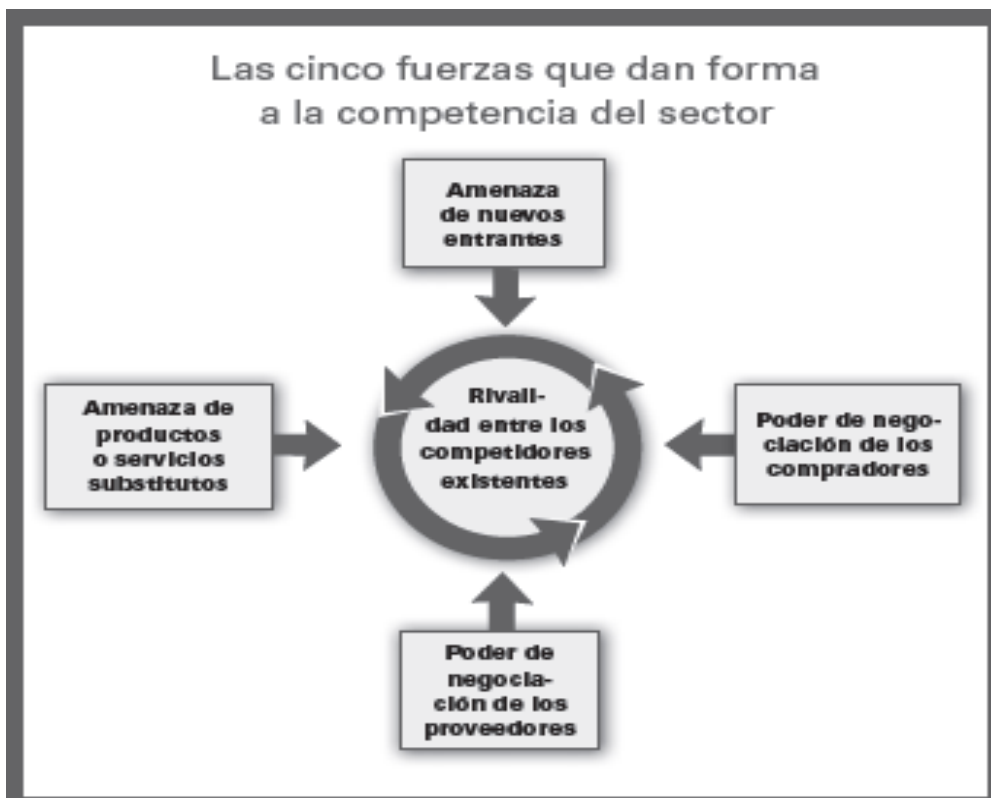 Las cinco fuerzas que dan forma
a la competencia del sector
Amenaza
de nuevos
entrantes
Amenaza de
productos
o servicios
substitutos
Rivali-
dad entre los
competidores
existentes
Poder de nego-
ciación de los
compradores
Poder de
negocia-
ción de los
proveedores